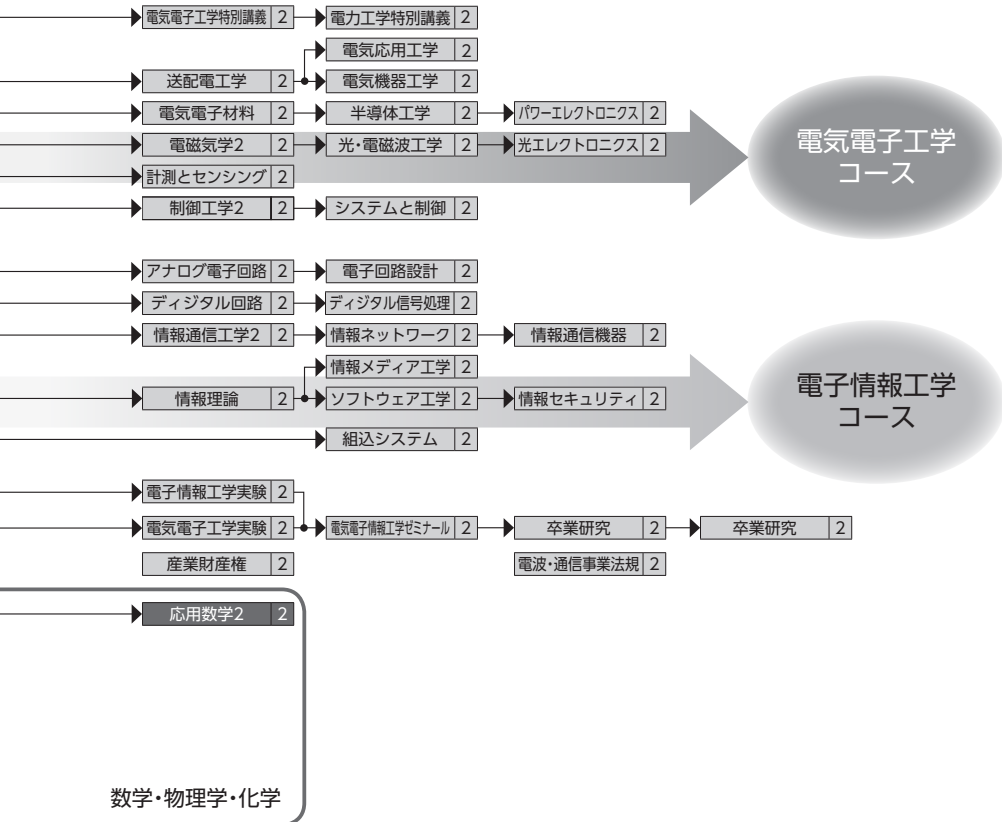 電気電子工学特別講義 2 電力工学特別講義 2
電気応用工学 2
送配電工学 2 電気機器工学 2
電気電子材料 2 半導体工学 2 パワーエレクトロニクス 2
電磁気学2 2 光・電磁波工学 2 光エレクトロニクス 2
計測とセンシング 2
制御工学2 2 システムと制御 2
電気電子工学
コース
アナログ電子回路 2 電子回路設計 2
ディジタル回路 2 ディジタル信号処理 2
情報通信工学2 2 情報ネットワーク 2 情報通信機器 2
情報メディア工学 2
情報理論 2 ソフトウェア工学 2 情報セキュリティ 2
組込システム 2
電子情報工学
コース
電子情報工学実験 2
電気電子工学実験 2 電気電子情報工学ゼミナール 2 卒業研究 2 卒業研究 2
産業財産権 2 電波・通信事業法規 2
応用数学2 2
数学・物理学・化学